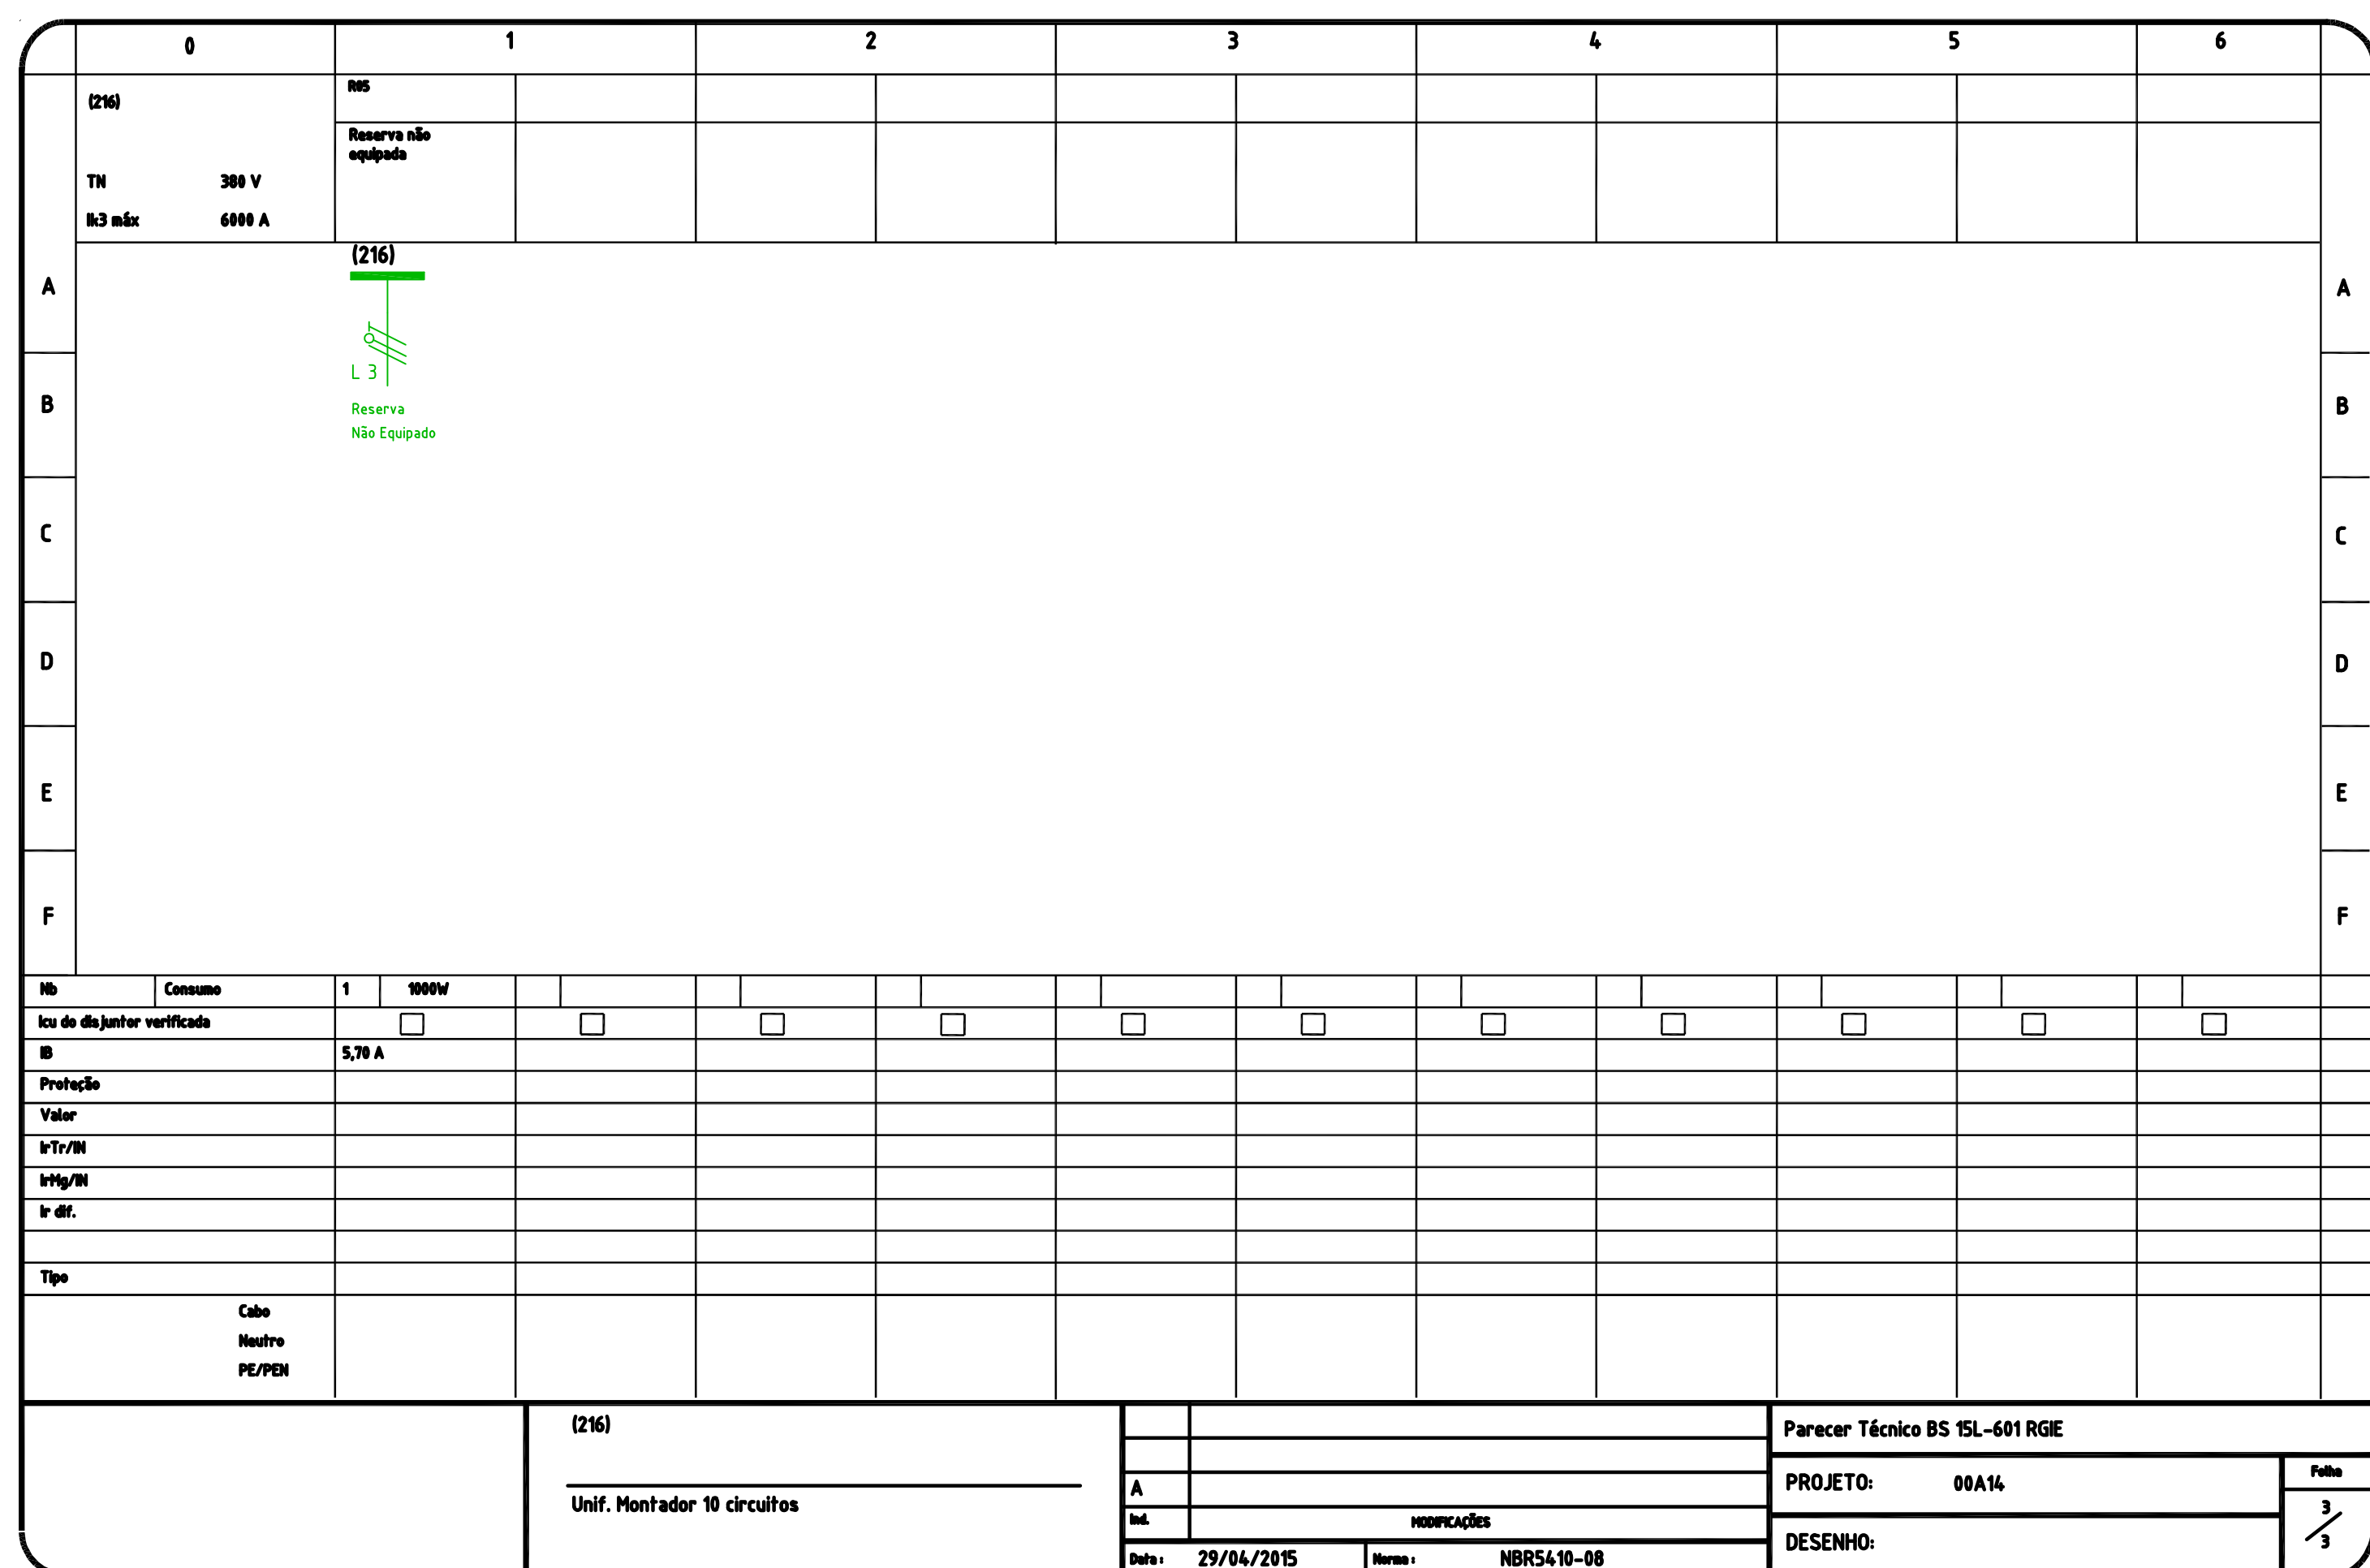 0 1 2 3 4 5 6
(216) R05
Reserva não
equipada
TN 380 V
Ik3 máx 6000 A
(216)
A A
L 3
B B
Reserva
Não Equipado
C C
D D
E E
F F
Nb Consumo 1 1000W
Icu do disjuntor verificada
IB 5,70 A
Proteção
Valor
IrTr/IN
IrMg/IN
Ir dif.
Tipo
Cabo
Neutro
PE/PEN
(216)
Unif. Montador 10 circuitos
A
Ind. MODIFICAÇÕES
Data : 29/04/2015 Norma : NBR5410-08
Parecer Técnico BS 15L-601 RGIE
PROJETO: 00A14
Folha
3/3
DESENHO: